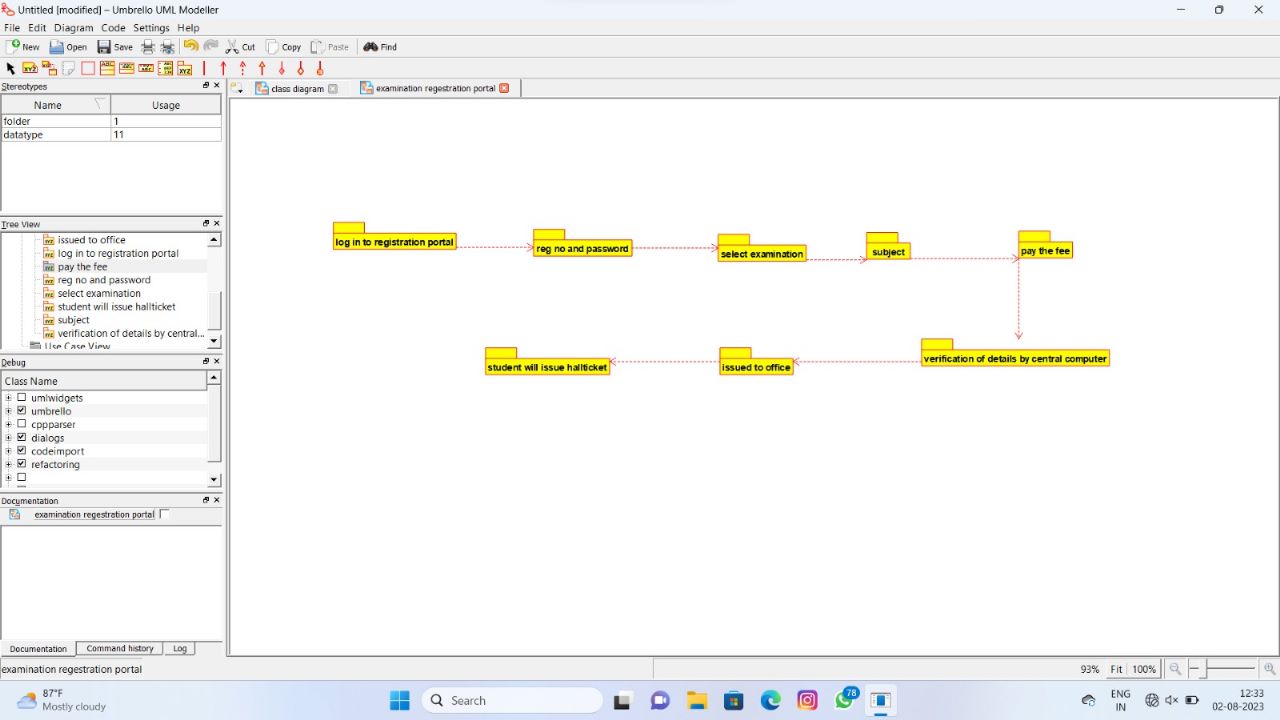 Untitled [modified] – Umbrello UML Modeller
File Edit Diagram Code Settings Help
New Open Save Cut Copy Paste Find
Stereotypes
class diagram examination regestration portal
Name Usage
folder 1
datatype 11
Tree View
issued to office
log in to registration portal
pay the fee
reg no and password
select examination
student will issue hallticket
subject
verification of details by central...
Use Case View
Debug
Class Name
umlwidgets
umbrello
cppparser
dialogs
codeimport
refactoring
Documentation
examination regestration portal
Documentation Command history Log
log in to registration portal
reg no and password
select examination
subject
pay the fee
student will issue hallticket
issued to office
verification of details by central computer
examination regestration portal
93% Fit 100%
87°F
Mostly cloudy
Search
78
ENG
IN
12:33
02-08-2023